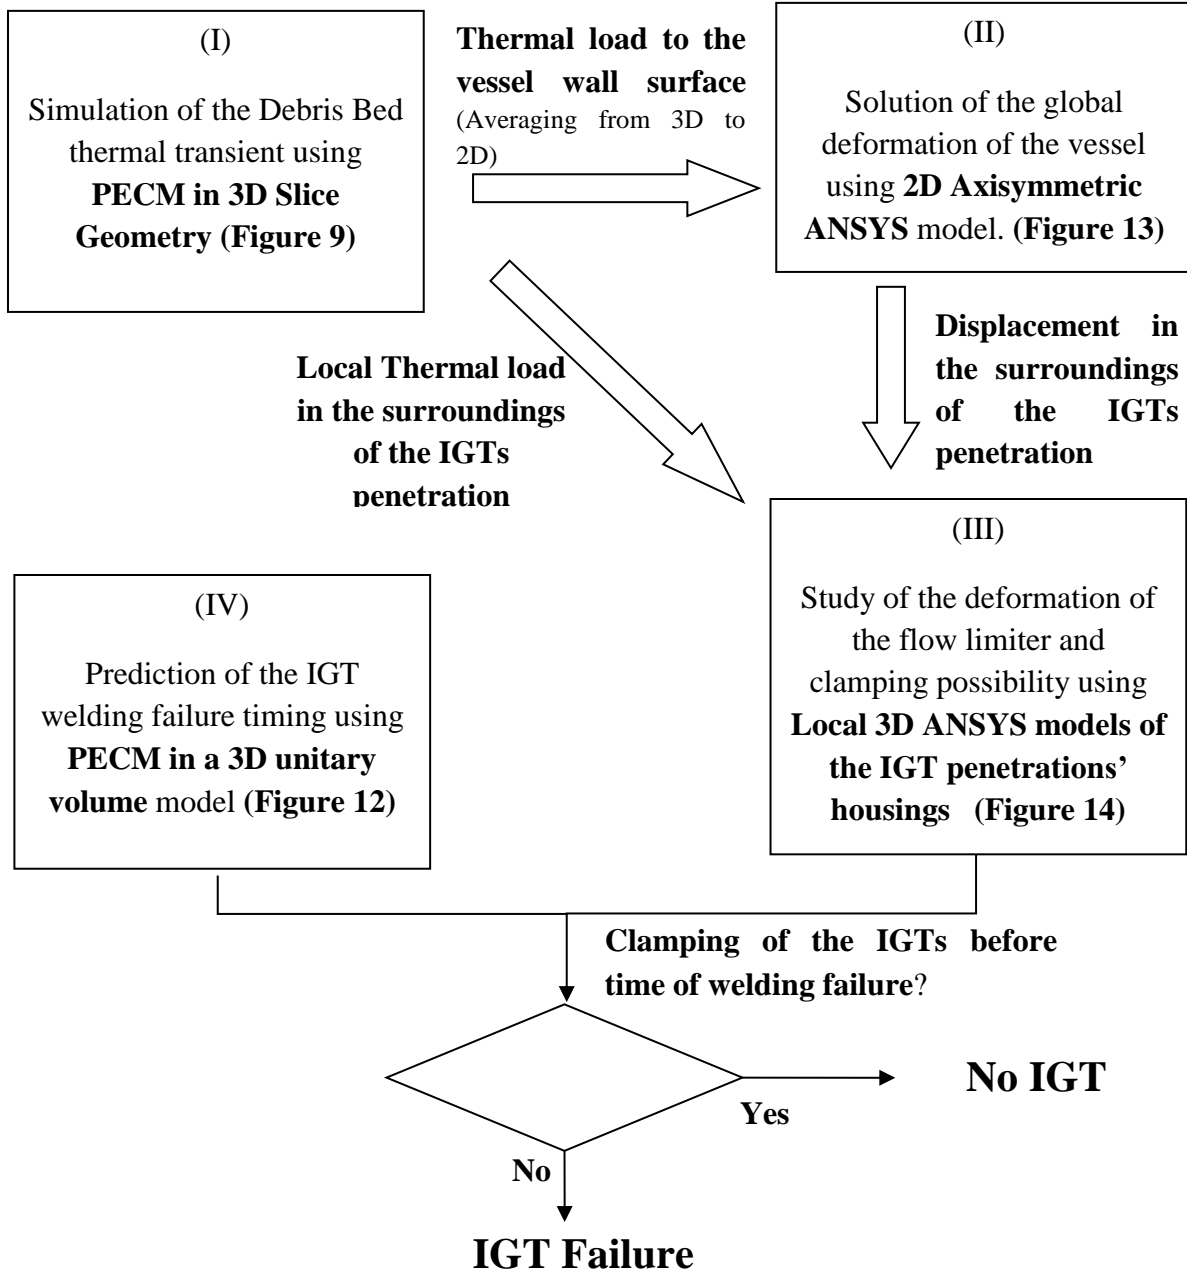 (I)
Simulation of the Debris Bed
thermal transient using
PECM in 3D Slice
Geometry (Figure 9)
Thermal load to the
vessel wall surface
(Averaging from 3D to
2D)
(II)
Solution of the global
deformation of the vessel
using 2D Axisymmetric
ANSYS model. (Figure 13)
Local Thermal load
in the surroundings
of the IGTs
penetration
Displacement in
the surroundings
of the IGTs
penetration
(III)
Study of the deformation of
the flow limiter and
clamping possibility using
Local 3D ANSYS models of
the IGT penetrations’
housings (Figure 14)
(IV)
Prediction of the IGT
welding failure timing using
PECM in a 3D unitary
volume model (Figure 12)
Clamping of the IGTs before
time of welding failure?
No IGT
Yes
No
IGT Failure